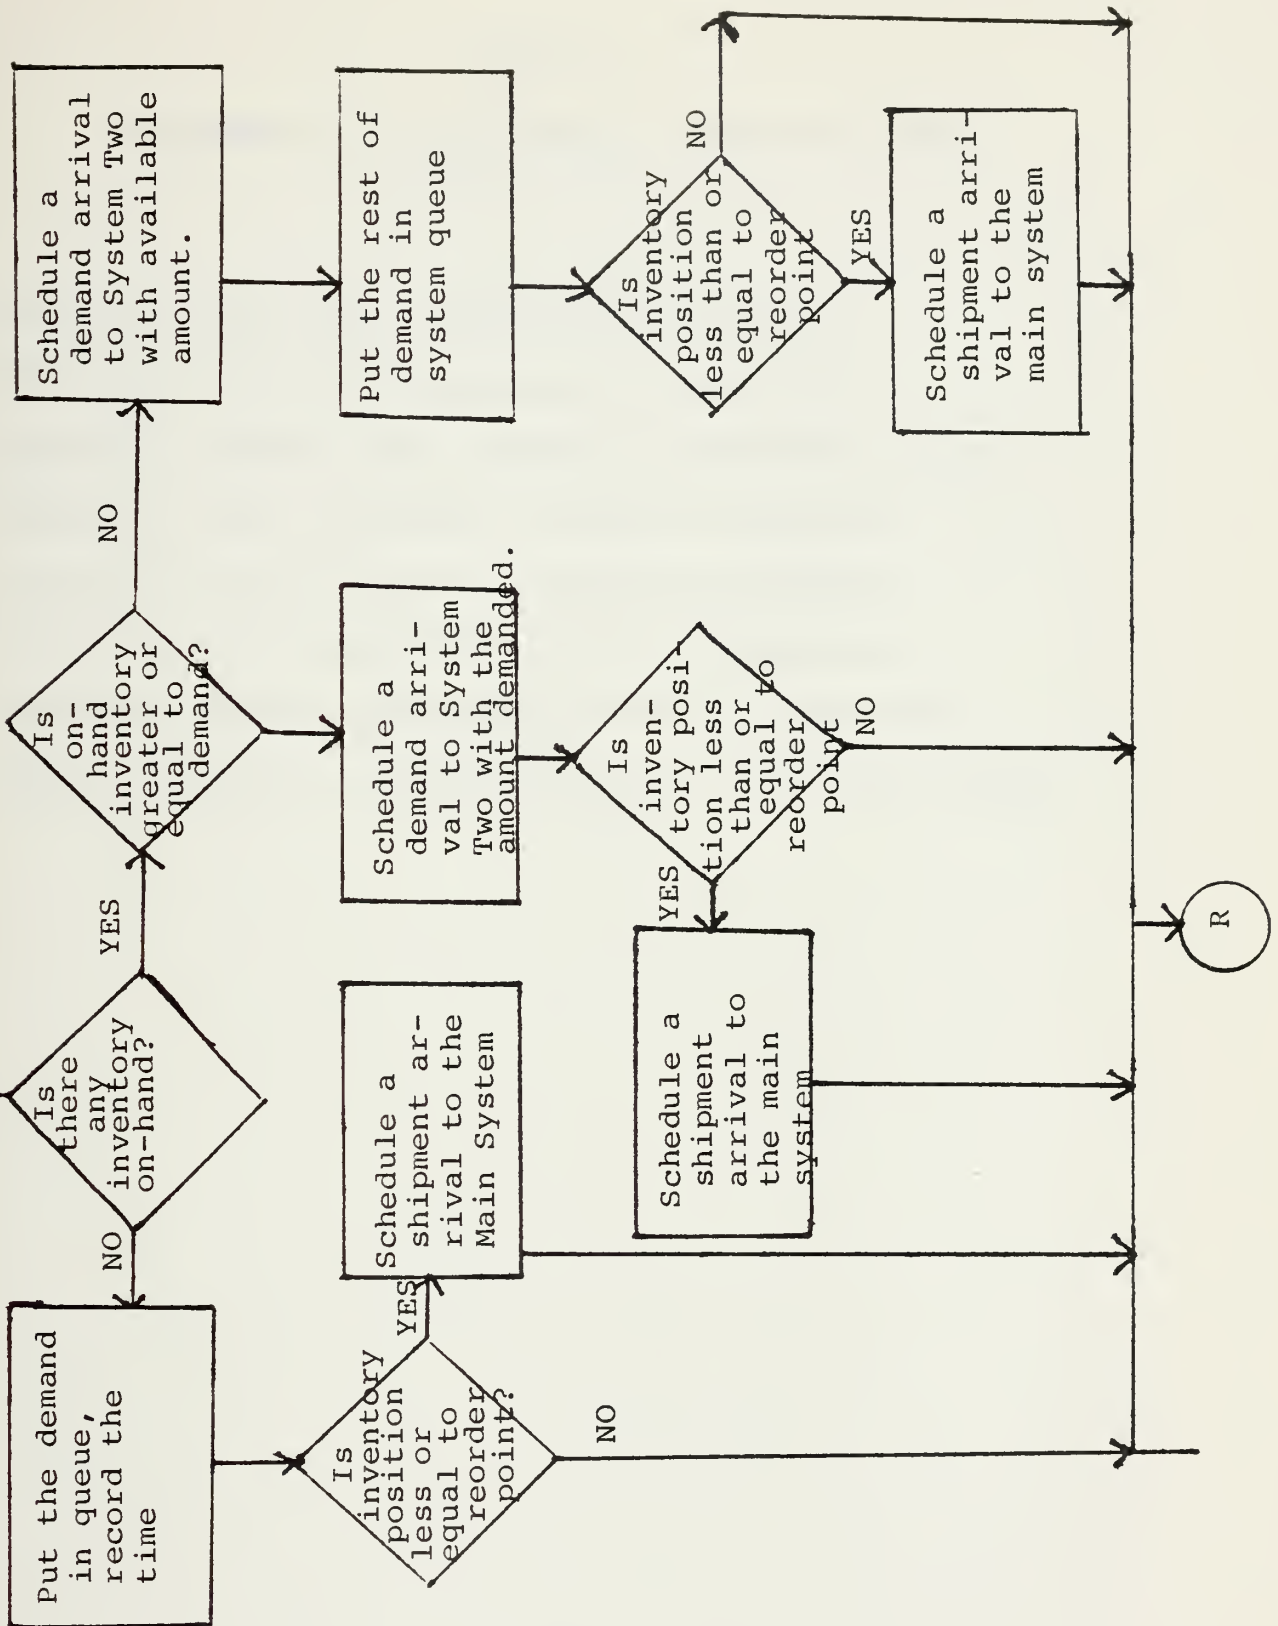 Put the demand
in queue,
record the
time
NO
Is
there
any
inventory
on-hand?
YES
Is
on-
hand
inventory
greater or
equal to
demand?
NO
Schedule a
demand arrival
to System Two
with available
amount.
Is
inventory
position
less or
equal to
reorder
point?
YES
NO
Schedule a
shipment ar-
rival to the
Main System
Schedule a
demand arri-
val to System
Two with the
amount demanded.
Put the rest of
demand in
system queue
Schedule a
shipment
arrival to
the main
system
YES
Is
inven-
tory posi-
tion less
than or
equal to
reorder
point
NO
Is
inventory
position
less than or
equal to
reorder
point
NO
YES
Schedule a
shipment arri-
val to the
main system
R